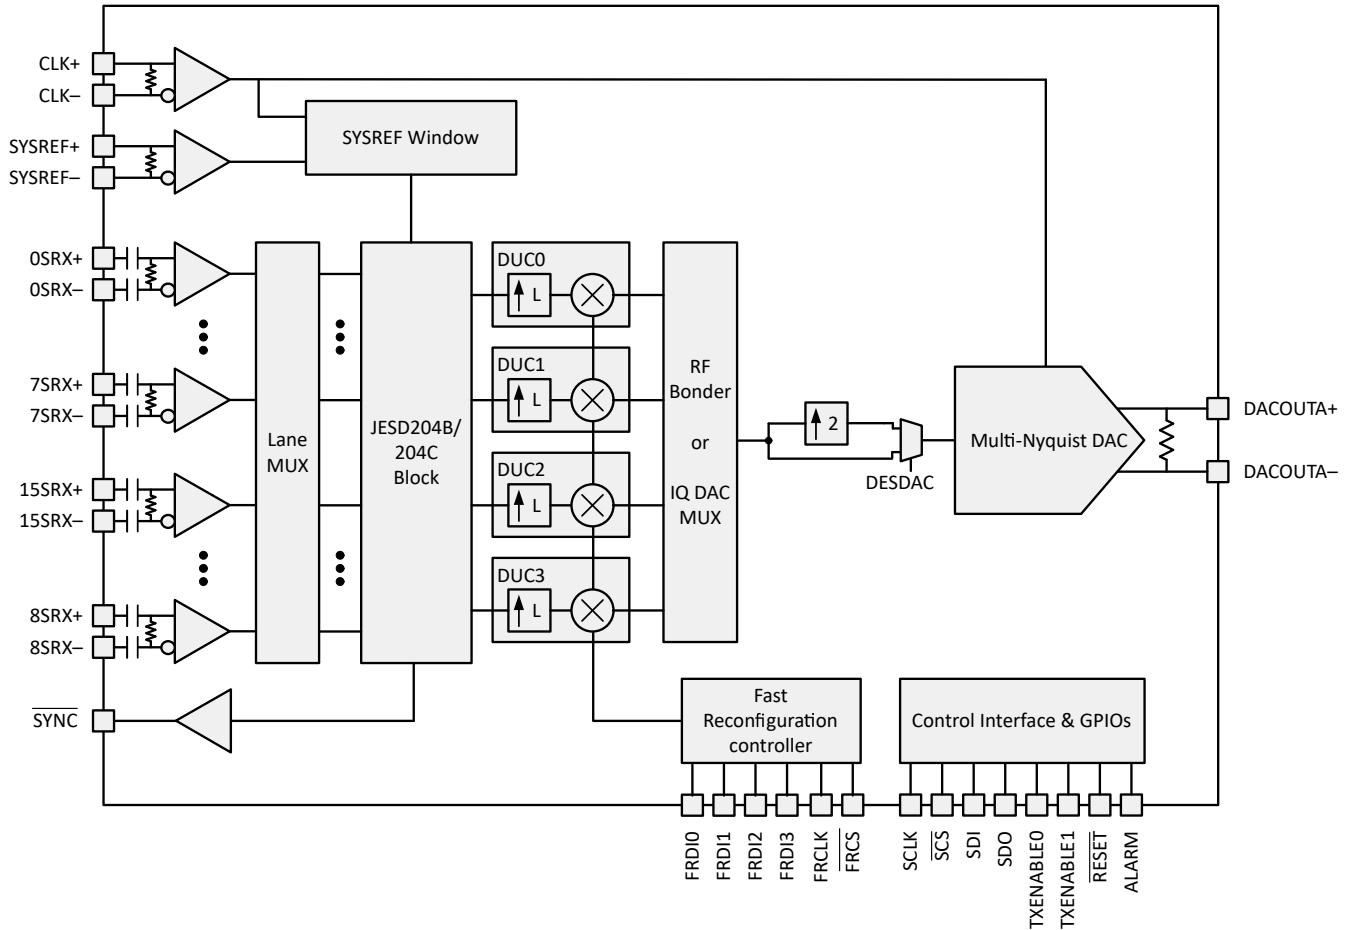 CLK+
CLK–
SYSREF+
SYSREF–
SYSREF Window
0SRX+
0SRX–
7SRX+
7SRX–
15SRX+
15SRX–
8SRX+
8SRX–
SYNC
Lane
MUX
JESD204B/
204C
Block
DUC0
L
DUC1
L
DUC2
L
DUC3
L
RF
Bonder
or
IQ DAC
MUX
2
DESDAC
Multi-Nyquist DAC
DACOUTA+
DACOUTA–
Fast
Reconfiguration
controller
Control Interface & GPIOs
FRDI0
FRDI1
FRDI2
FRDI3
FRCLK
FRCS
SCLK
SCS
SDI
SDO
TXENABLE0
TXENABLE1
RESET
ALARM